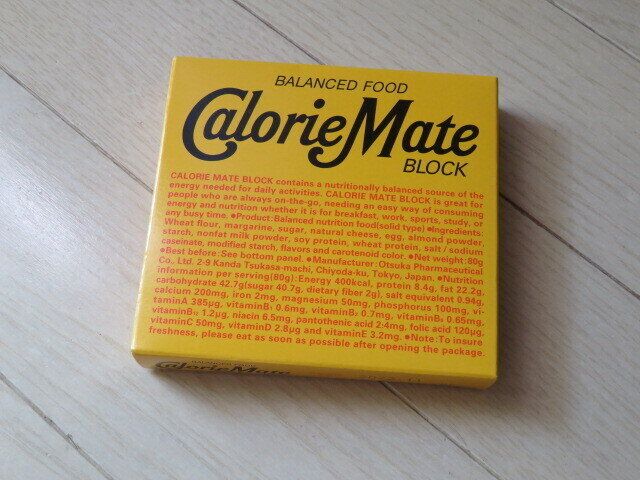 BALANCED FOOD
CalorieMate
BLOCK
CALORIE MATE BLOCK contains a nutritionally balanced source of the
energy needed for daily activities. CALORIE MATE BLOCK is great for
people who are always on-the-go, needing an easy way of consuming
energy and nutrition whether it is for breakfast, work, sports, study, or
any busy time. ●Product:Balanced nutrition food(solid type) ●Ingredients:
Wheat flour, margarine, sugar, natural cheese, egg, almond powder,
starch, nonfat milk powder, soy protein, wheat protein, salt / sodium
caseinate, modified starch, flavors and carotenoid color. ●Net weight:80g
●Best before:See bottom panel. ●Manufacturer:Otsuka Pharmaceutical
Co., Ltd. 2-9 Kanda Tsukasa-machi, Chiyoda-ku, Tokyo, Japan. ●Nutrition
information per serving(80g):Energy 400kcal, protein 8.4g, fat 22.2g,
carbohydrate 42.7g(sugar 40.7g, dietary fiber 2g), salt equivalent 0.94g,
calcium 200mg, iron 2mg, magnesium 50mg, phosphorus 100mg, vi-
taminA 385μg, vitaminB₁ 0.6mg, vitaminB₂ 0.7mg, vitaminB₆ 0.65mg,
vitaminB₁₂ 1.2μg, niacin 6.5mg, pantothenic acid 2.4mg, folic acid 120μg,
vitaminC 50mg, vitaminD 2.8μg and vitaminE 3.2mg. ●Note:To insure
freshness, please eat as soon as possible after opening the package.
CalorieMate